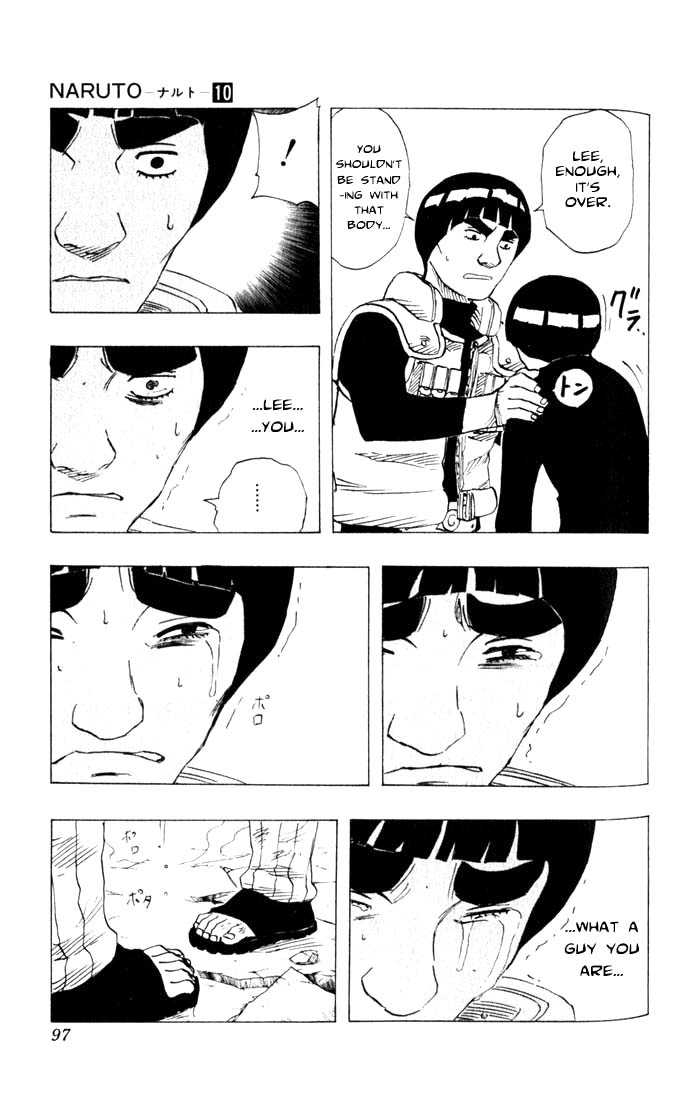 NARUTO —ナルト— 10
LEE,
ENOUGH,
IT'S
OVER.
YOU
SHOULDN'T
BE STAND
-ING WITH
THAT
BODY...
グラ..
トン
!
...LEE...
...YOU...
.......
ポロ
...WHAT A
GUY YOU
ARE...
ポロ
ポタ
97